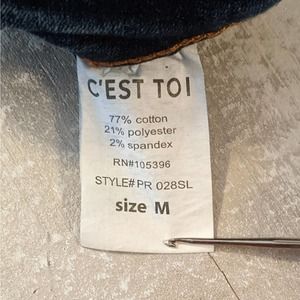 C'EST TOI
77% cotton
21% polyester
2% spandex
RN#105396
STYLE# PR 028SL
size M